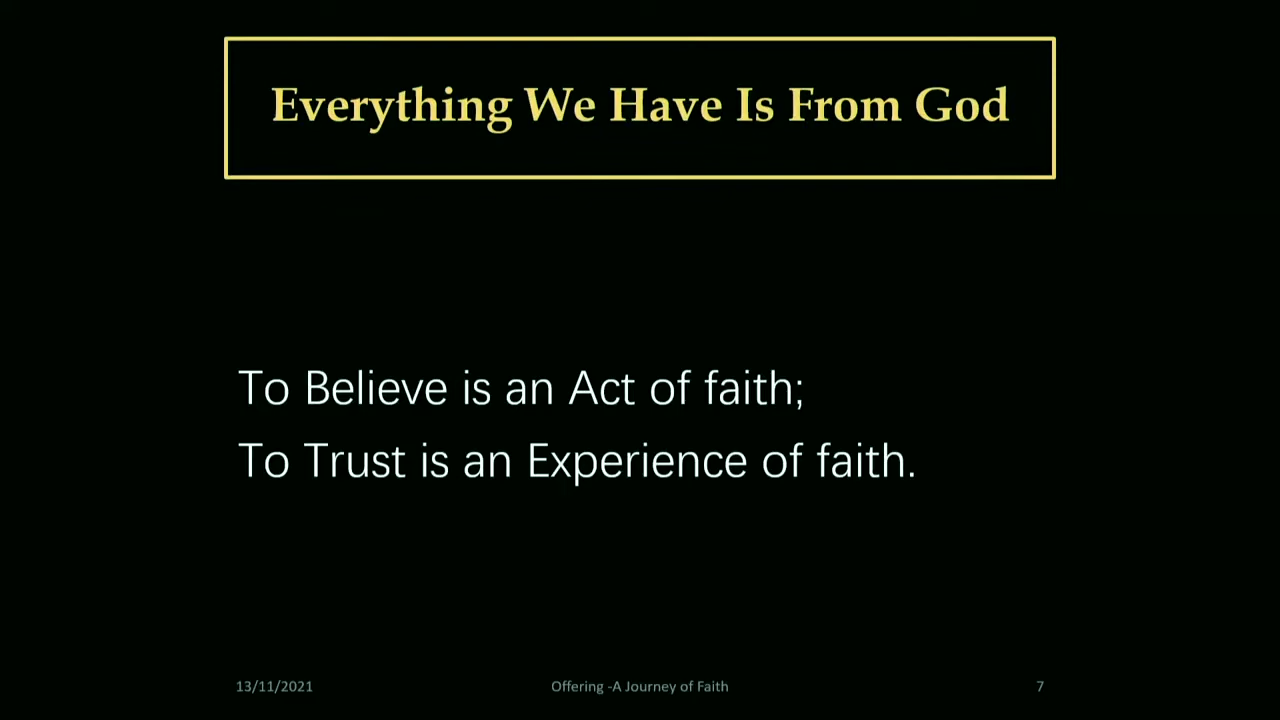 Everything We Have Is From God
To Believe is an Act of faith;
To Trust is an Experience of faith.
13/11/2021
Offering -A Journey of Faith
7